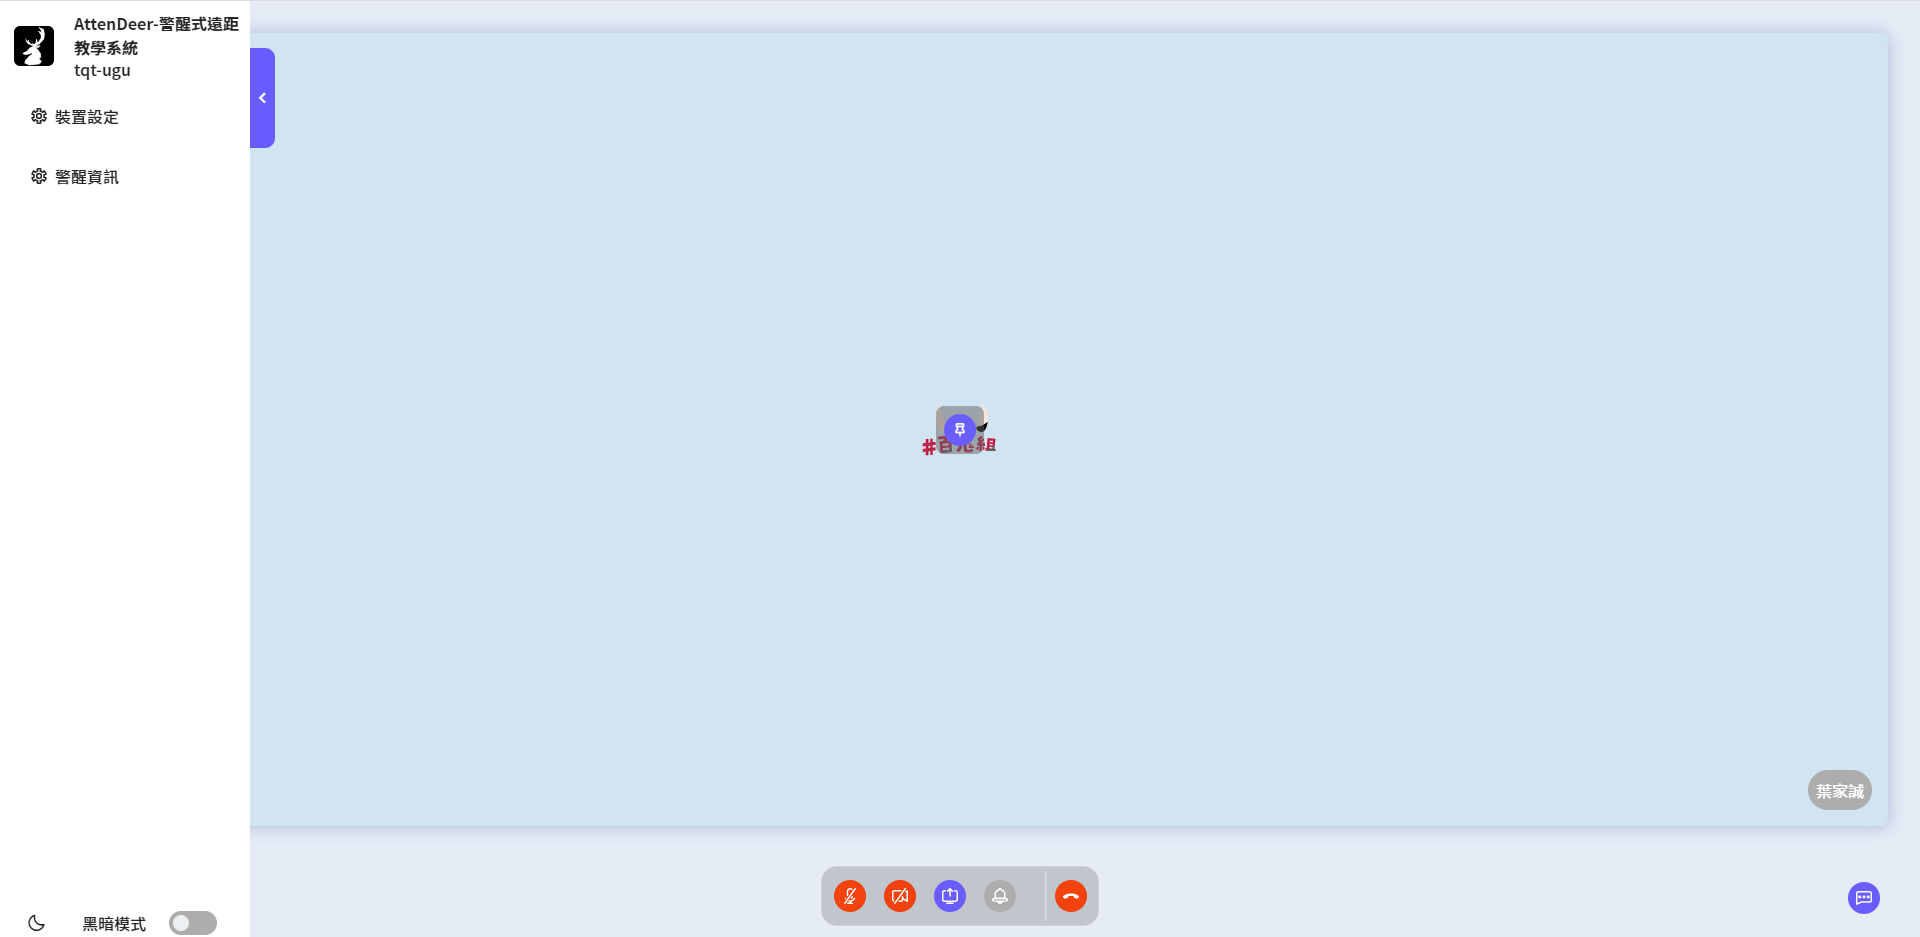 AttenDeer-警醒式遠距
教學系統
tqt-ugu
裝置設定
警醒資訊
葉家誠
黑暗模式